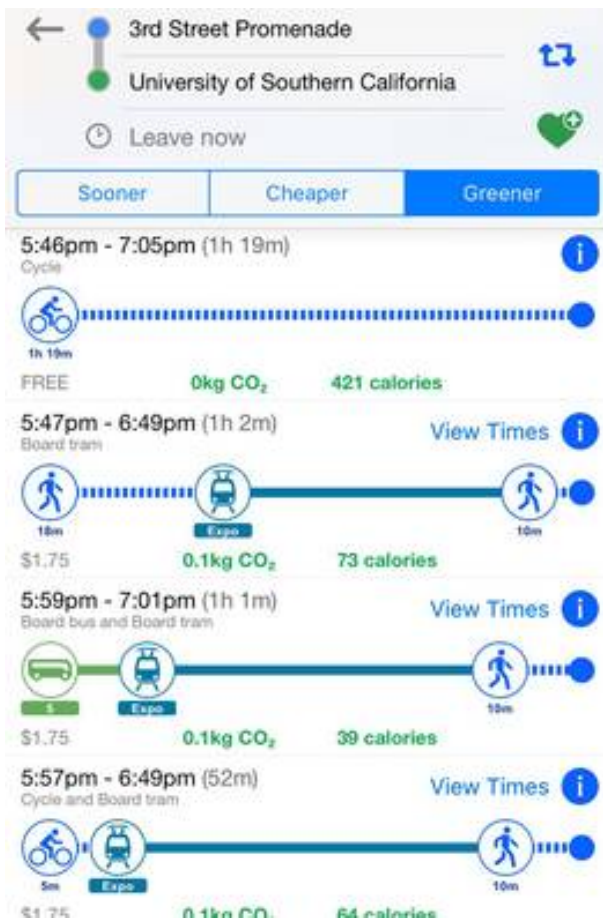 3rd Street Promenade
University of Southern California
Leave now
Sooner Cheaper Greener
5:46pm - 7:05pm (1h 19m)
Cycle
1h 19m
FREE 0kg CO₂ 421 calories
5:47pm - 6:49pm (1h 2m)
Board tram View Times
18m Expo 10m
$1.75 0.1kg CO₂ 73 calories
5:59pm - 7:01pm (1h 1m)
Board bus and Board tram View Times
Expo 10m
$1.75 0.1kg CO₂ 39 calories
5:57pm - 6:49pm (52m)
Cycle and Board tram View Times
5m Expo 10m
$1.75 0.1kg CO₂ 64 calories